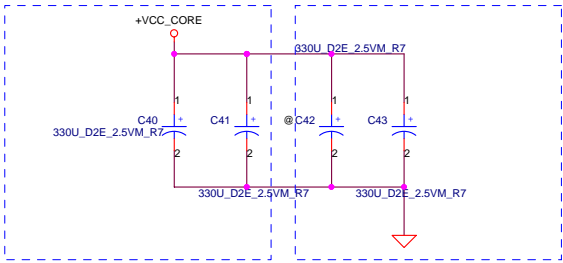 +VCC_CORE
330U_D2E_2.5VM_R7
1
1
1
1
C40
+
C41
+
@
C42
+
C43
+
330U_D2E_2.5VM_R7
2
2
2
2
330U_D2E_2.5VM_R7
330U_D2E_2.5VM_R7